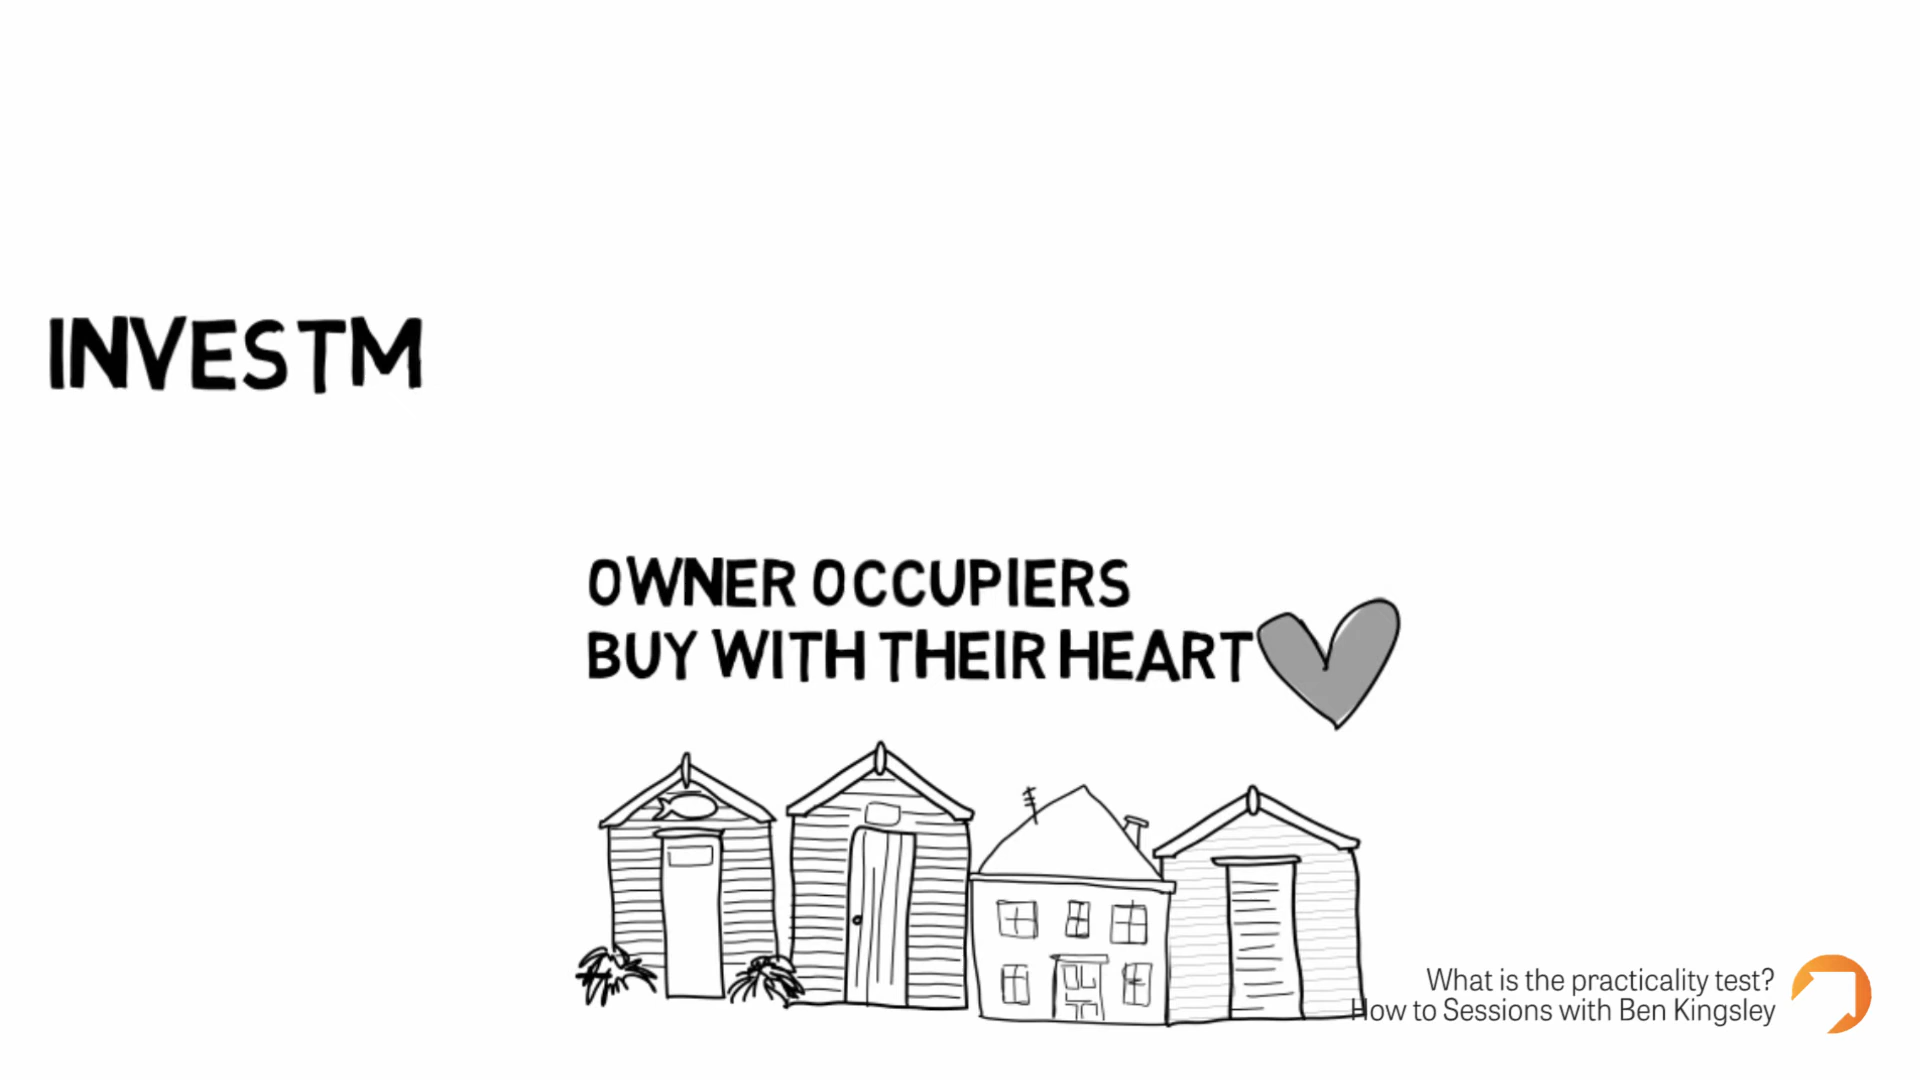 INVESTM
OWNER OCCUPIERS
BUY WITH THEIR HEART
What is the practicality test?
How to Sessions with Ben Kingsley